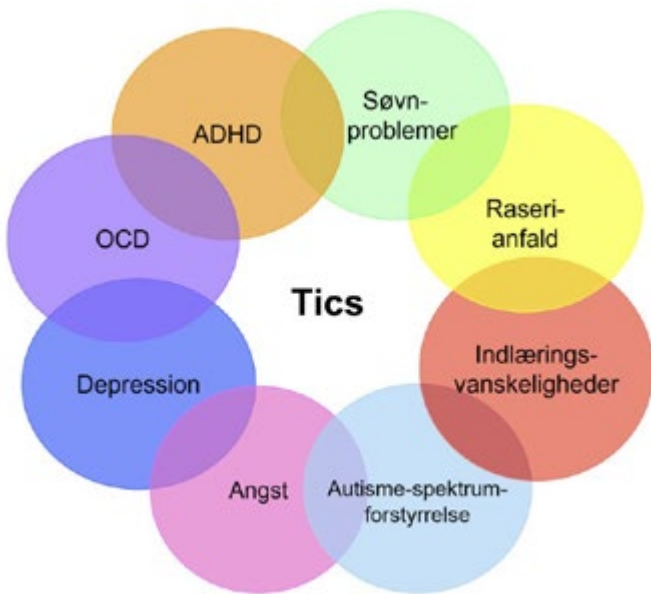 Søvn-
problemer
ADHD
Raseri-
anfald
OCD
Tics
Indlærings-
vanskeligheder
Depression
Angst
Autisme-spektrum-
forstyrrelse